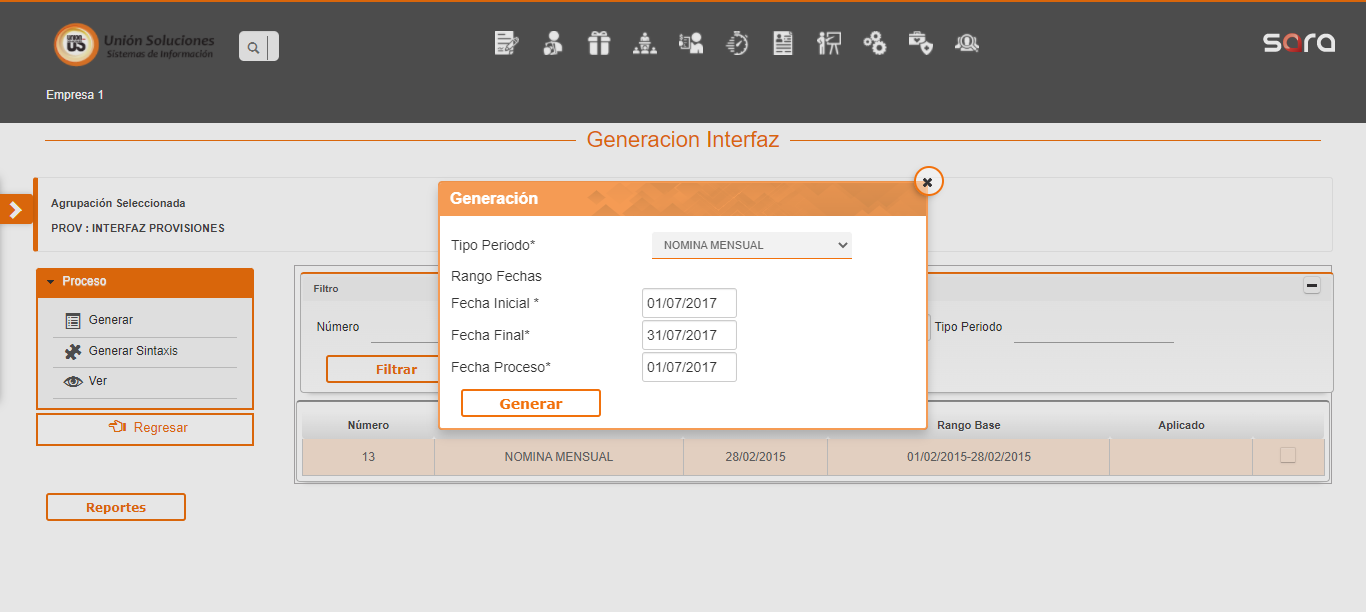 UNION
US
Unión Soluciones
Sistemas de Información
sara
Empresa 1
Generacion Interfaz
Agrupación Seleccionada
PROV : INTERFAZ PROVISIONES
Proceso
Generar
Generar Sintaxis
Ver
Regresar
Reportes
Generación
Tipo Periodo*
NOMINA MENSUAL
Rango Fechas
Fecha Inicial *
01/07/2017
Fecha Final*
31/07/2017
Fecha Proceso*
01/07/2017
Generar
Filtro
Número
Tipo Periodo
Filtrar
Número Rango Base Aplicado
13 NOMINA MENSUAL 28/02/2015 01/02/2015-28/02/2015